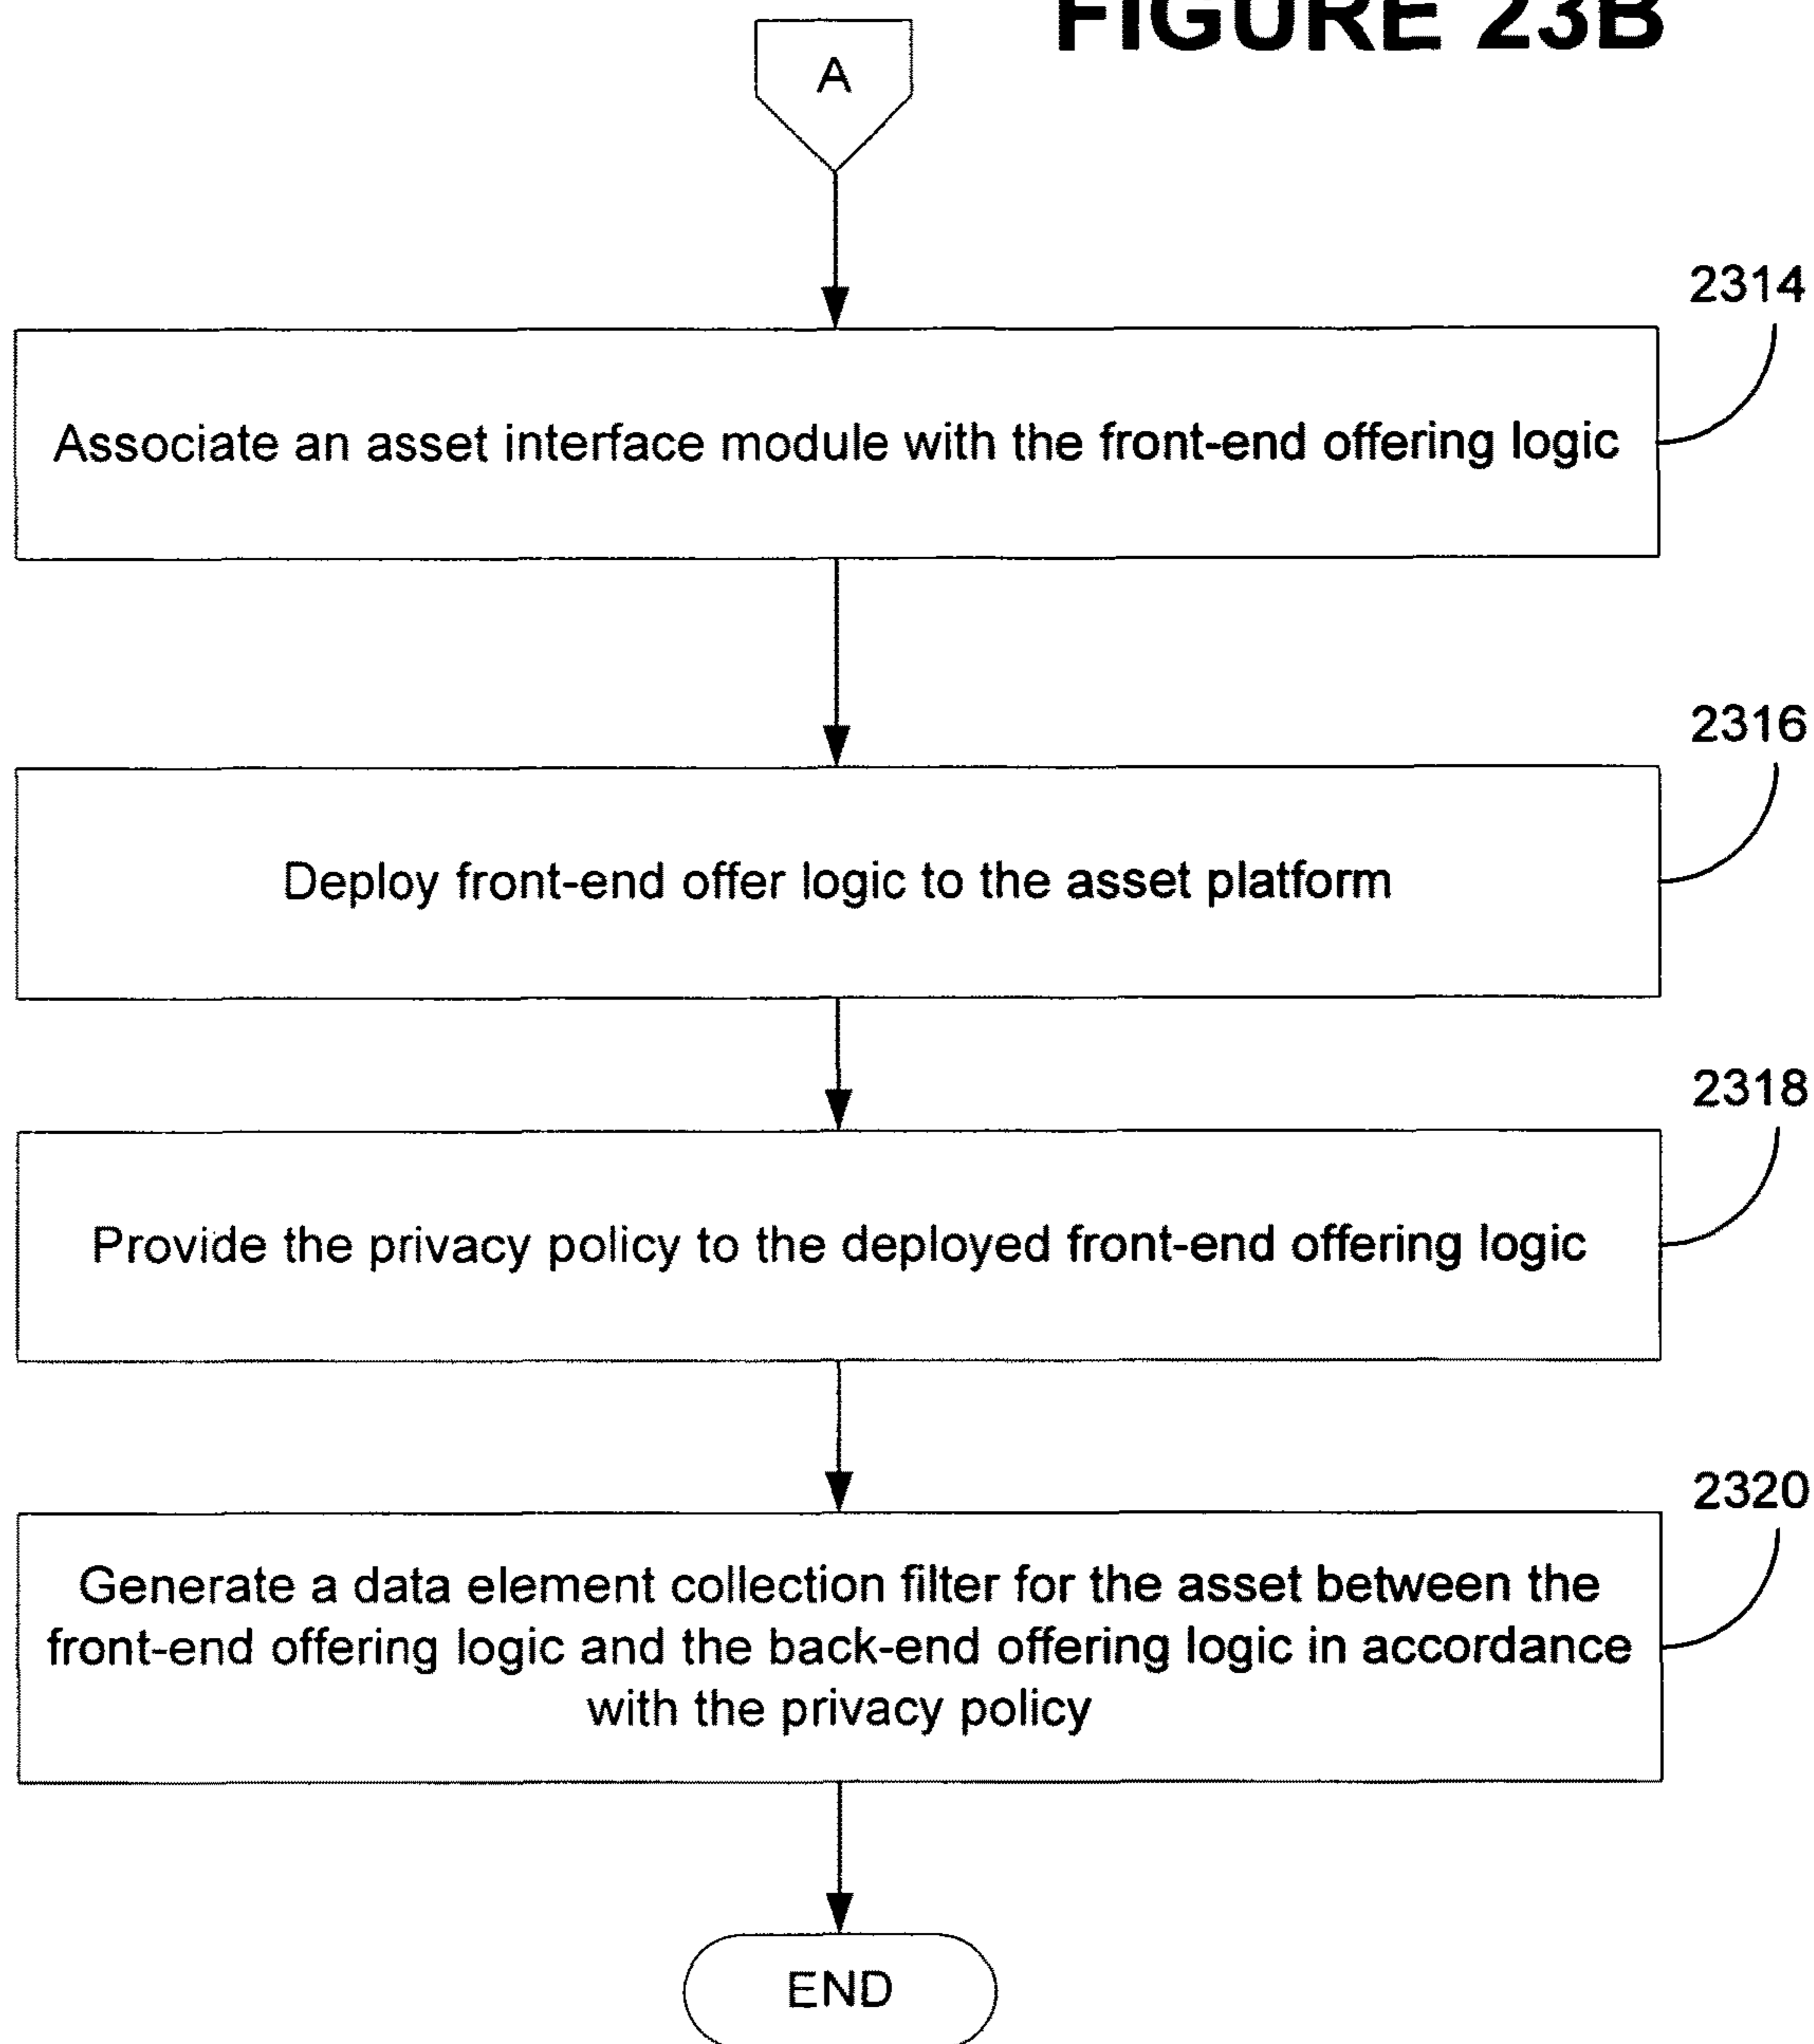 FIGURE 23B
A
2314
Associate an asset interface module with the front-end offering logic
2316
Deploy front-end offer logic to the asset platform
2318
Provide the privacy policy to the deployed front-end offering logic
2320
Generate a data element collection filter for the asset between the
front-end offering logic and the back-end offering logic in accordance
with the privacy policy
END